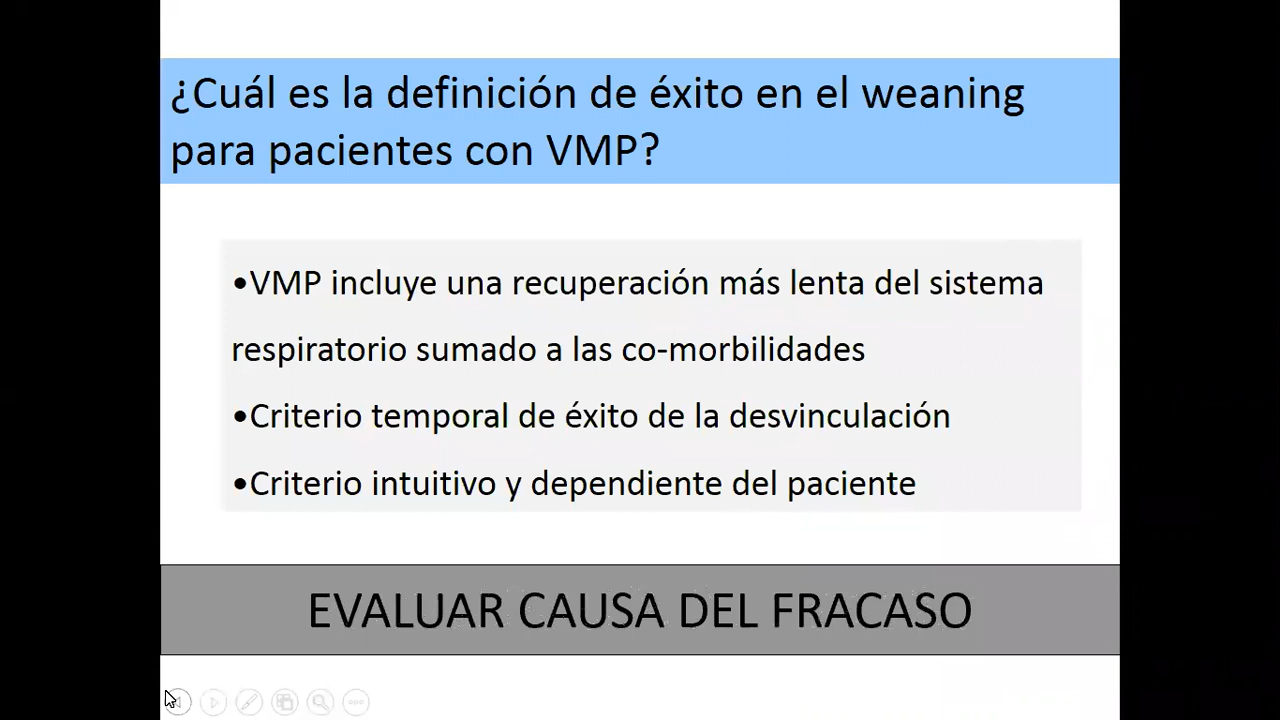 ¿Cuál es la definición de éxito en el weaning
para pacientes con VMP?
•VMP incluye una recuperación más lenta del sistema
respiratorio sumado a las co-morbilidades
•Criterio temporal de éxito de la desvinculación
•Criterio intuitivo y dependiente del paciente
EVALUAR CAUSA DEL FRACASO